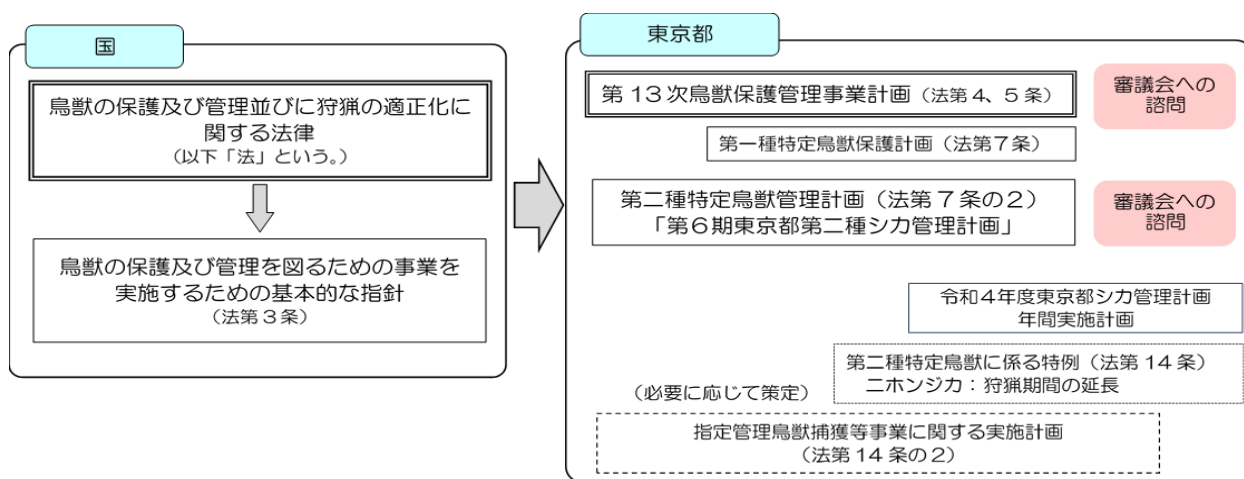 国
鳥獣の保護及び管理並びに狩猟の適正化に
関する法律
(以下「法」という。)
鳥獣の保護及び管理を図るための事業を
実施するための基本的な指針
(法第3条)
東京都
第13次鳥獣保護管理事業計画(法第4、5条)
審議会への
諮問
第一種特定鳥獣保護計画(法第7条)
第二種特定鳥獣管理計画(法第7条の2)
「第6期東京都第二種シカ管理計画」
審議会への
諮問
令和4年度東京都シカ管理計画
年間実施計画
第二種特定鳥獣に係る特例(法第14条)
ニホンジカ:狩猟期間の延長
(必要に応じて策定)
指定管理鳥獣捕獲等事業に関する実施計画
(法第14条の2)